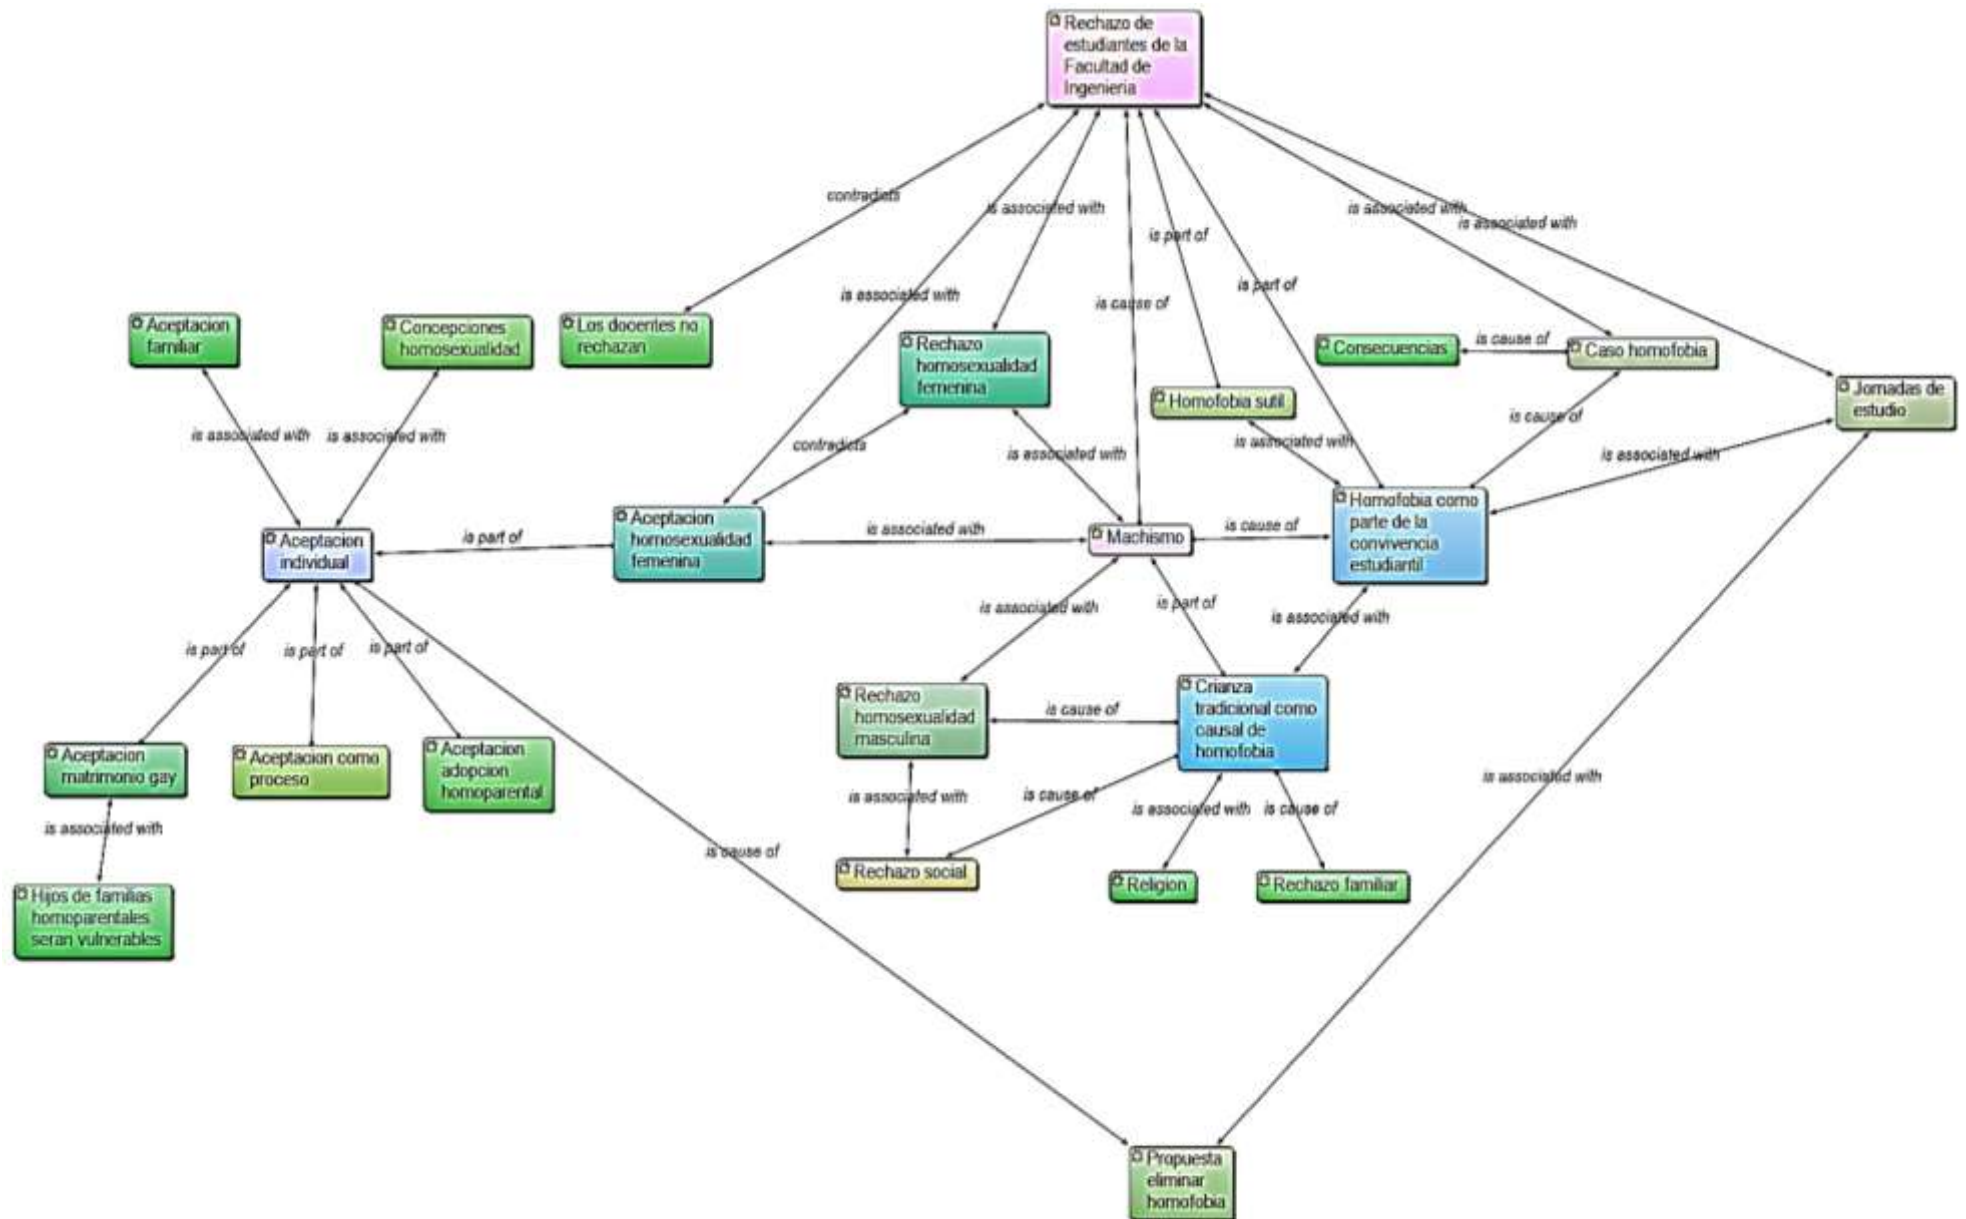 Rechazo de
estudiantes de la
Facultad de
Ingenieria
contradicts
is associated with
is associated with
is associated with
is part of
is part of
is associated with
is cause of
Aceptacion
familiar
Concepciones
homosexualidad
Los docentes no
rechazan
Rechazo
homosexualidad
femenina
Consecuencias
is cause of
Caso homofobia
Homofobia sutil
Jornadas de
estudio
is cause of
is associated with
is associated with
contradicts
is associated with
is associated with
is associated with
Aceptacion
individual
is part of
Aceptacion
homosexualidad
femenina
is associated with
Machismo
is cause of
Homofobia como
parte de la
convivencia
estudiantil
is associated with
is part of
is associated with
is part of
is part of
is part of
Rechazo
homosexualidad
masculina
is cause of
Crianza
tradicional como
causal de
homofobia
Aceptacion
matrimonio gay
Aceptacion como
proceso
Aceptacion
adopcion
homoparental
is associated with
is associated with
is cause of
is associated with
is cause of
is associated with
is cause of
Rechazo social
Religion
Rechazo familiar
Hijos de familias
homoparentales
seran vulnerables
Propuesta
eliminar
homofobia